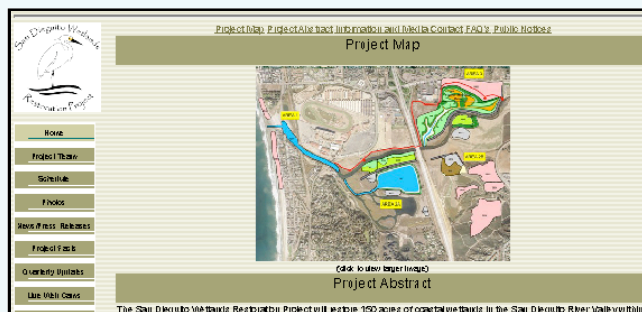 San Dieguito Wetlands
Restoration Project
Project Map Project Abstract Information and Media Contact FAQ's Public Notices
Project Map
Home
Project Team
Schedule
Photos
News/Press Releases
Project Facts
Quarterly Updates
Live Web Cams
AREA 2A
(click to view larger image)
Project Abstract
The San Dieguito Wetlands Restoration Project will restore 150 acres of coastal wetlands in the San Dieguito River Valley within